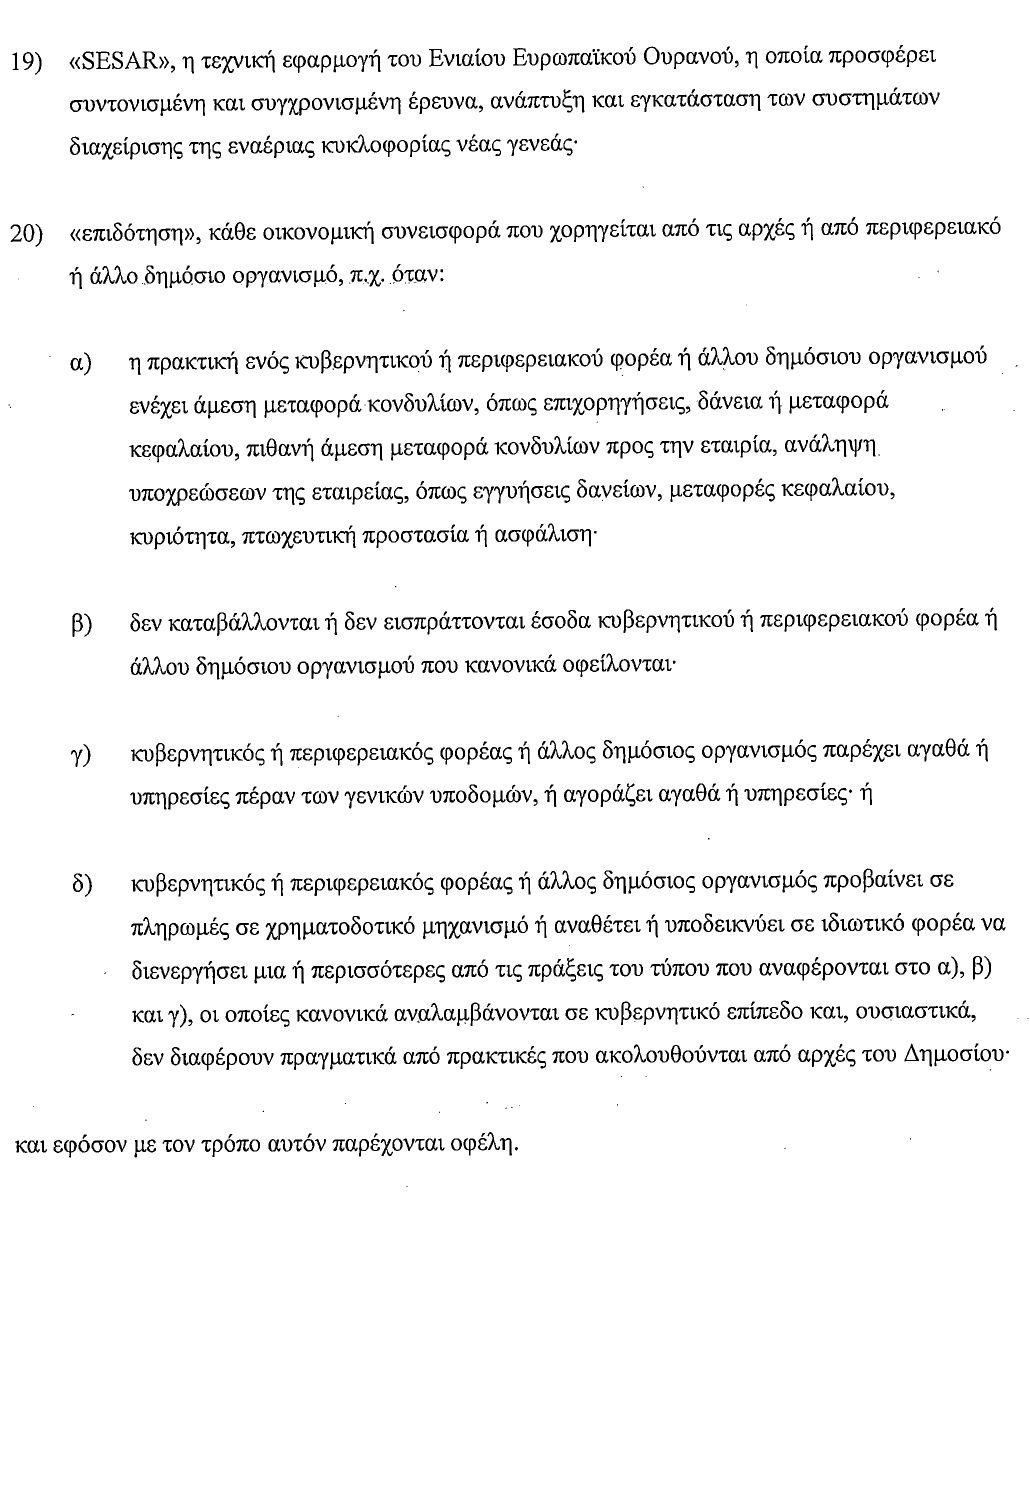 19) «SESAR», η τεχνική εφαρμογή του Ενιαίου Ευρωπαϊκού Ουρανού, η οποία προσφέρει
συντονισμένη και συγχρονισμένη έρευνα, ανάπτυξη και εγκατάσταση των συστημάτων
διαχείρισης της εναέριας κυκλοφορίας νέας γενεάς·
20) «επιδότηση», κάθε οικονομική συνεισφορά που χορηγείται από τις αρχές ή από περιφερειακό
ή άλλο δημόσιο οργανισμό, π.χ. όταν:
α) η πρακτική ενός κυβερνητικού ή περιφερειακού φορέα ή άλλου δημόσιου οργανισμού
ενέχει άμεση μεταφορά κονδυλίων, όπως επιχορηγήσεις, δάνεια ή μεταφορά
κεφαλαίου, πιθανή άμεση μεταφορά κονδυλίων προς την εταιρία, ανάληψη
υποχρεώσεων της εταιρείας, όπως εγγυήσεις δανείων, μεταφορές κεφαλαίου,
κυριότητα, πτωχευτική προστασία ή ασφάλιση·
β) δεν καταβάλλονται ή δεν εισπράττονται έσοδα κυβερνητικού ή περιφερειακού φορέα ή
άλλου δημόσιου οργανισμού που κανονικά οφείλονται·
γ) κυβερνητικός ή περιφερειακός φορέας ή άλλος δημόσιος οργανισμός παρέχει αγαθά ή
υπηρεσίες πέραν των γενικών υποδομών, ή αγοράζει αγαθά ή υπηρεσίες· ή
δ) κυβερνητικός ή περιφερειακός φορέας ή άλλος δημόσιος οργανισμός προβαίνει σε
πληρωμές σε χρηματοδοτικό μηχανισμό ή αναθέτει ή υποδεικνύει σε ιδιωτικό φορέα να
διενεργήσει μια ή περισσότερες από τις πράξεις του τύπου που αναφέρονται στο α), β)
και γ), οι οποίες κανονικά αναλαμβάνονται σε κυβερνητικό επίπεδο και, ουσιαστικά,
δεν διαφέρουν πραγματικά από πρακτικές που ακολουθούνται από αρχές του Δημοσίου·
και εφόσον με τον τρόπο αυτόν παρέχονται οφέλη.